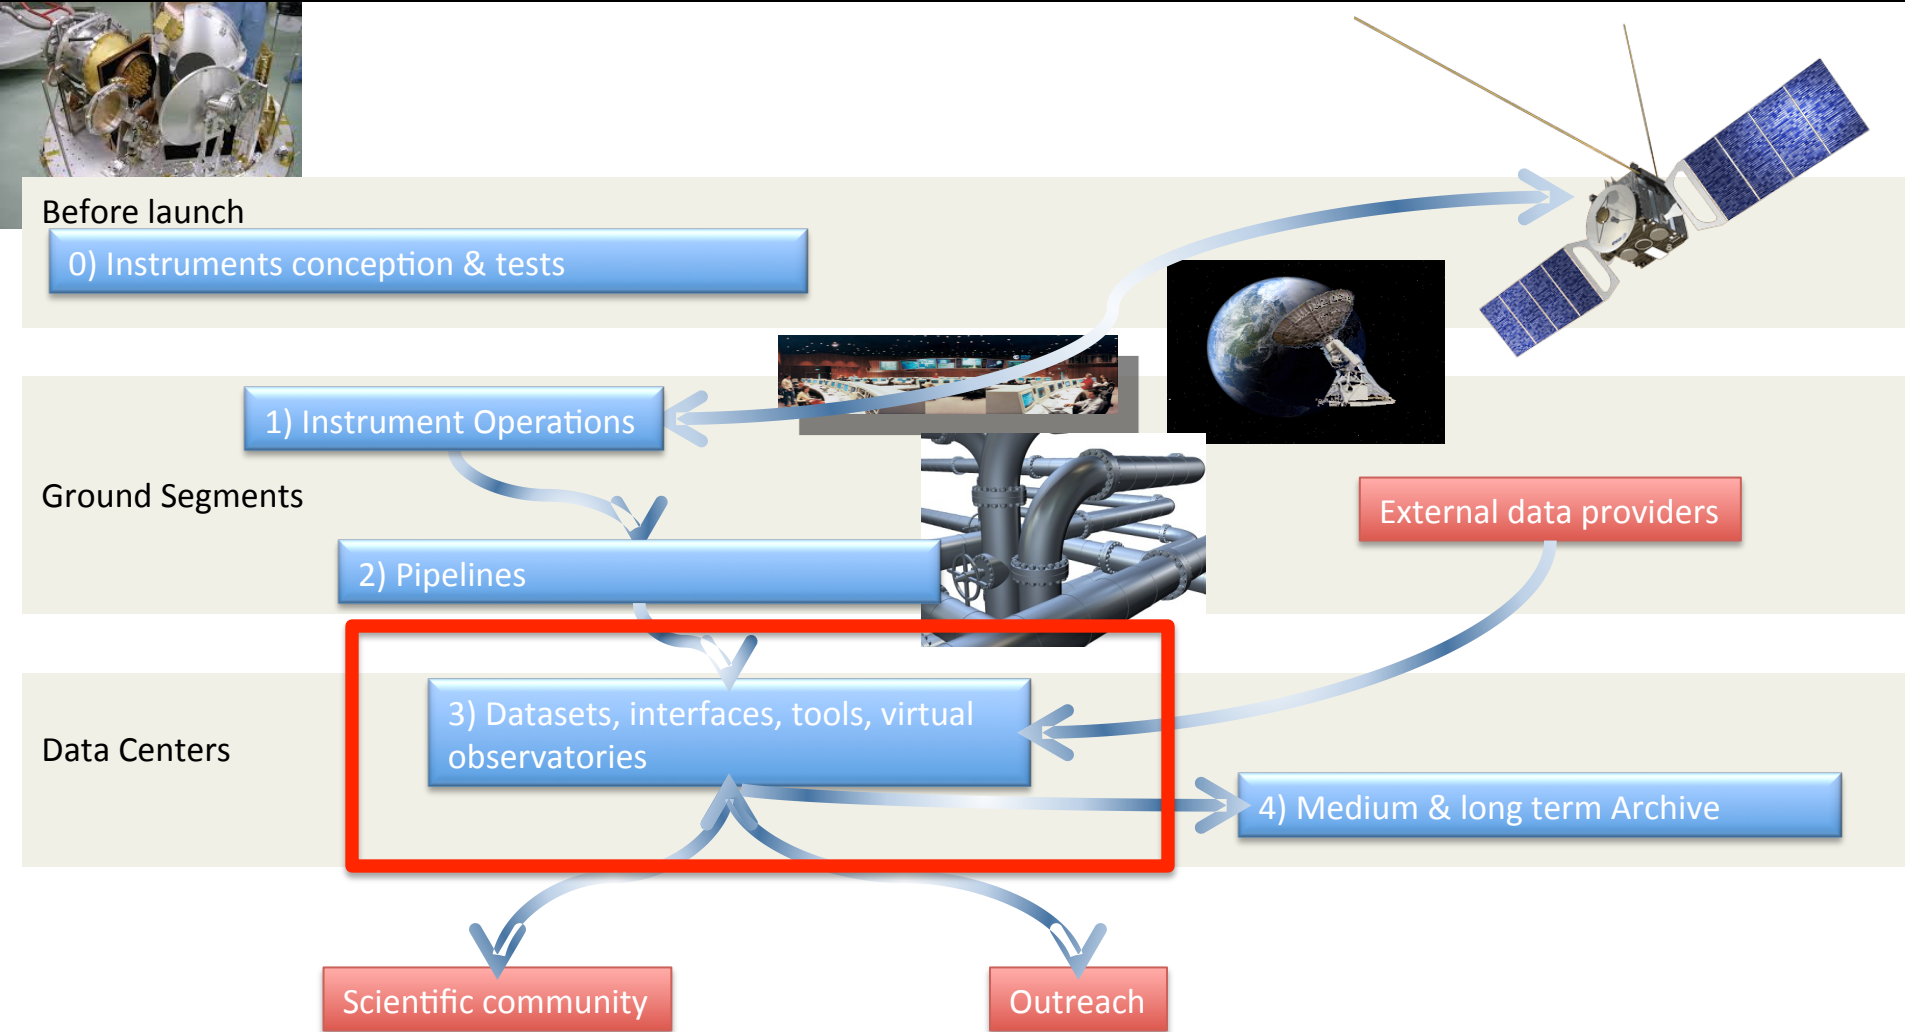 Before launch
0) Instruments conception & tests
1) Instrument Operations
Ground Segments
External data providers
2) Pipelines
3) Datasets, interfaces, tools, virtual
observatories
Data Centers
4) Medium & long term Archive
Scientific community
Outreach